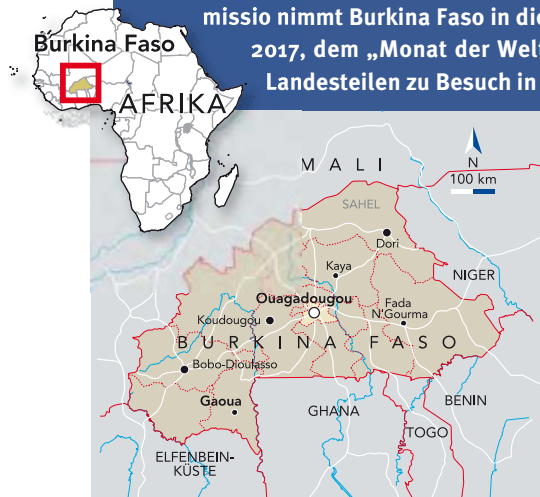 missio nimmt Burkina Faso in die
2017, dem „Monat der Welt
Landesteilen zu Besuch in
Burkina Faso
AFRIKA
MALI
N
100 km
SAHEL
Dori
Kaya
NIGER
Ouagadougou
Fada
N'Gourma
Koudougou
BURKINA FASO
Bobo-Dioulasso
Gaoua
GHANA
BENIN
TOGO
ELFENBEIN-
KÜSTE